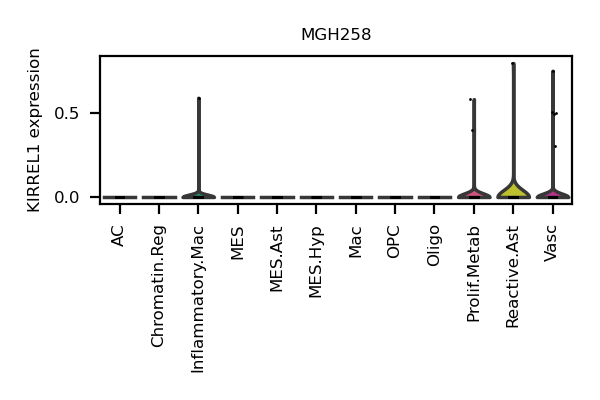 MGH258
KIRREL1 expression
0.5
0.0
AC
Chromatin.Reg
Inflammatory.Mac
MES
MES.Ast
MES.Hyp
Mac
OPC
Oligo
Prolif.Metab
Reactive.Ast
Vasc